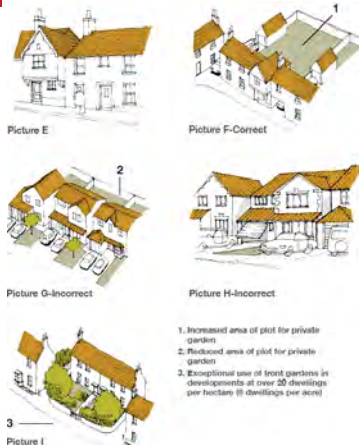 1
Picture E
Picture F-Correct
2
Picture G-Incorrect
Picture H-Incorrect
1. Increased area of plot for private
garden
2. Reduced area of plot for private
garden
3. Exceptional use of front gardens in
developments at over 20 dwellings
per hectare (8 dwellings per acre)
3
Picture I